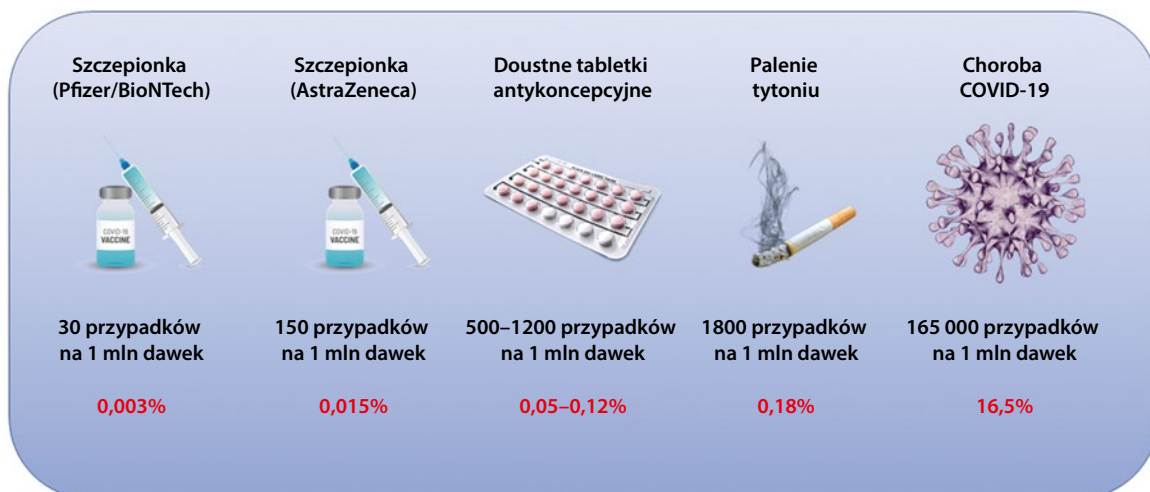 Szczepionka
(Pfizer/BioNTech)
Szczepionka
(AstraZeneca)
Doustne tabletki
antykoncepcyjne
Palenie
tytoniu
Choroba
COVID-19
COVID-19
VACCINE
COVID-19
VACCINE
30 przypadków
na 1 mln dawek
150 przypadków
na 1 mln dawek
500–1200 przypadków
na 1 mln dawek
1800 przypadków
na 1 mln dawek
165 000 przypadków
na 1 mln dawek
0,003%
0,015%
0,05–0,12%
0,18%
16,5%